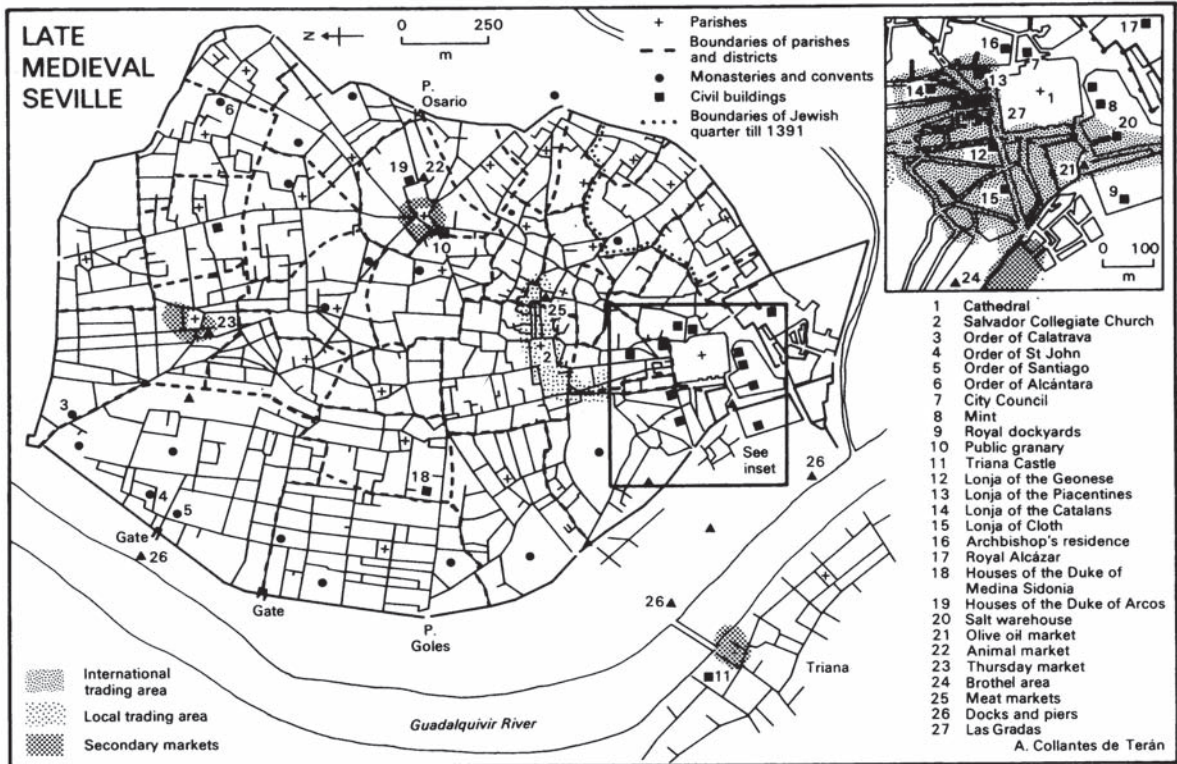 LATE
MEDIEVAL
SEVILLE
N
0 250
m
+ Parishes
Boundaries of parishes
and districts
Monasteries and convents
Civil buildings
Boundaries of Jewish
quarter till 1391
P.
Osario
6
19
22
10
25
2
23
3
4
5
18
Gate
26
Gate
P.
Goles
See
inset
26
26
11
Triana
Guadalquivir River
International
trading area
Local trading area
Secondary markets
17
16
7
13
14
1
8
27
20
12
21
15
9
24
0 100
m
1 Cathedral
2 Salvador Collegiate Church
3 Order of Calatrava
4 Order of St John
5 Order of Santiago
6 Order of Alcántara
7 City Council
8 Mint
9 Royal dockyards
10 Public granary
11 Triana Castle
12 Lonja of the Geonese
13 Lonja of the Piacentines
14 Lonja of the Catalans
15 Lonja of Cloth
16 Archbishop's residence
17 Royal Alcázar
18 Houses of the Duke of
Medina Sidonia
19 Houses of the Duke of Arcos
20 Salt warehouse
21 Olive oil market
22 Animal market
23 Thursday market
24 Brothel area
25 Meat markets
26 Docks and piers
27 Las Gradas
A. Collantes de Terán